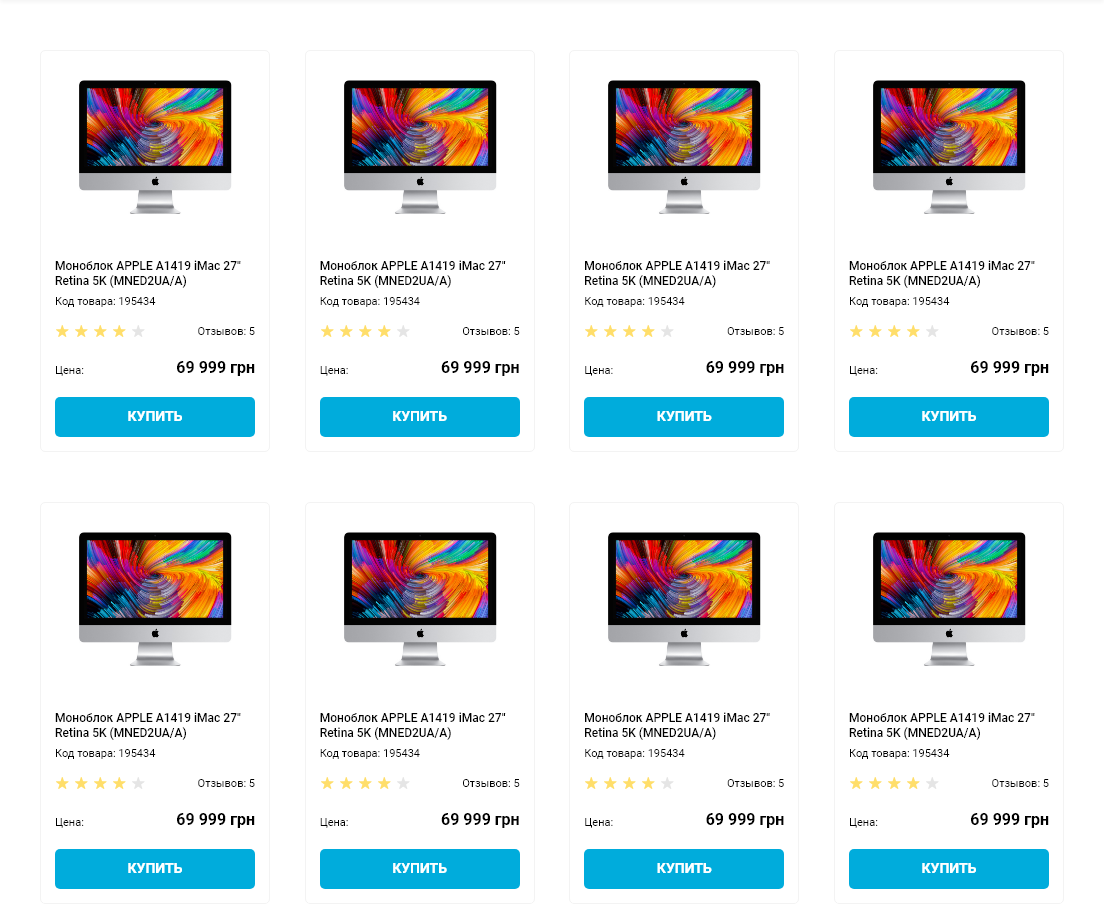 Моноблок APPLE A1419 iMac 27"
Retina 5K (MNED2UA/A)
Код товара: 195434
Отзывов: 5
Цена: 69 999 грн
КУПИТЬ
Моноблок APPLE A1419 iMac 27"
Retina 5K (MNED2UA/A)
Код товара: 195434
Отзывов: 5
Цена: 69 999 грн
КУПИТЬ
Моноблок APPLE A1419 iMac 27"
Retina 5K (MNED2UA/A)
Код товара: 195434
Отзывов: 5
Цена: 69 999 грн
КУПИТЬ
Моноблок APPLE A1419 iMac 27"
Retina 5K (MNED2UA/A)
Код товара: 195434
Отзывов: 5
Цена: 69 999 грн
КУПИТЬ
Моноблок APPLE A1419 iMac 27"
Retina 5K (MNED2UA/A)
Код товара: 195434
Отзывов: 5
Цена: 69 999 грн
КУПИТЬ
Моноблок APPLE A1419 iMac 27"
Retina 5K (MNED2UA/A)
Код товара: 195434
Отзывов: 5
Цена: 69 999 грн
КУПИТЬ
Моноблок APPLE A1419 iMac 27"
Retina 5K (MNED2UA/A)
Код товара: 195434
Отзывов: 5
Цена: 69 999 грн
КУПИТЬ
Моноблок APPLE A1419 iMac 27"
Retina 5K (MNED2UA/A)
Код товара: 195434
Отзывов: 5
Цена: 69 999 грн
КУПИТЬ